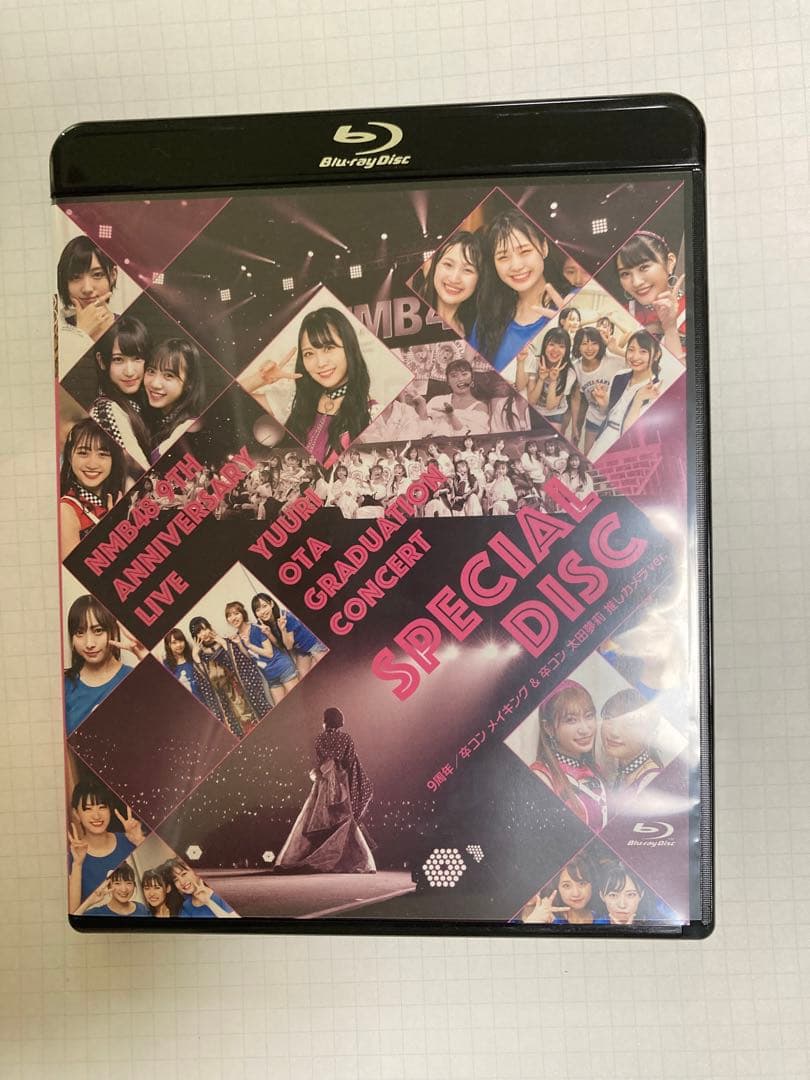 Blu-ray Disc
NMB4
NMB48 9TH
ANNIVERSARY
LIVE
YUURI
OTA
GRADUATION
CONCERT
SPECIAL
DISC
9周年/卒コン メイキング & 卒コン 太田夢莉 推しカメラ ver.
Blu-ray Disc